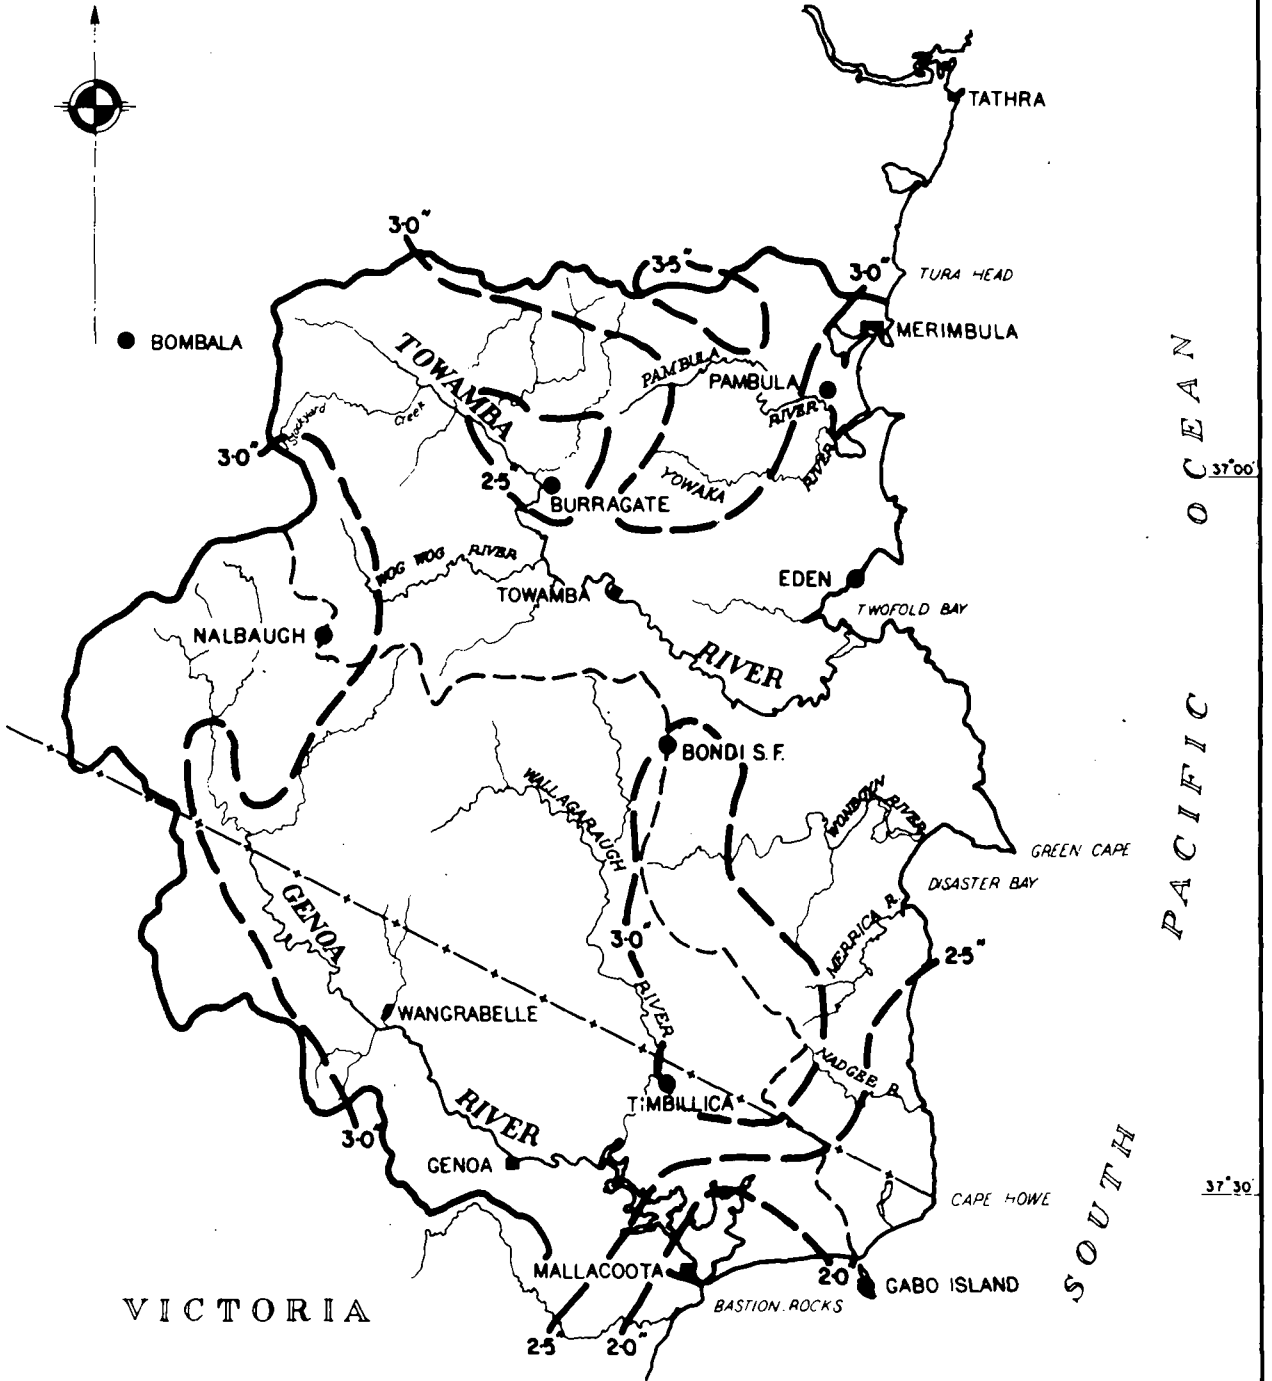 TATHRA
3·0"
3·5"
3·0"
TURA HEAD
BOMBALA
MERIMBULA
TOWAMBA
PAMBULA
PAMBULA
RIVER
Stockyard
Creek
3·0"
2·5"
YOWAKA
RIVER
37°00'
BURRAGATE
WOG WOG RIVER
TOWAMBA
EDEN
TWOFOLD BAY
NALBAUGH
RIVER
BONDI S.F.
WALLAGARAUGH
WONBOYN RIVER
GREEN CAPE
DISASTER BAY
GENOA
MERRICA R.
3·0"
2·5"
RIVER
WANGRABELLE
NADGEE R.
TIMBILLICA
RIVER
3·0"
GENOA
CAPE HOWE
37°30'
MALLACOOTA
2·0"
GABO ISLAND
BASTION ROCKS
VICTORIA
2·5"
2·0"
SOUTH PACIFIC OCEAN